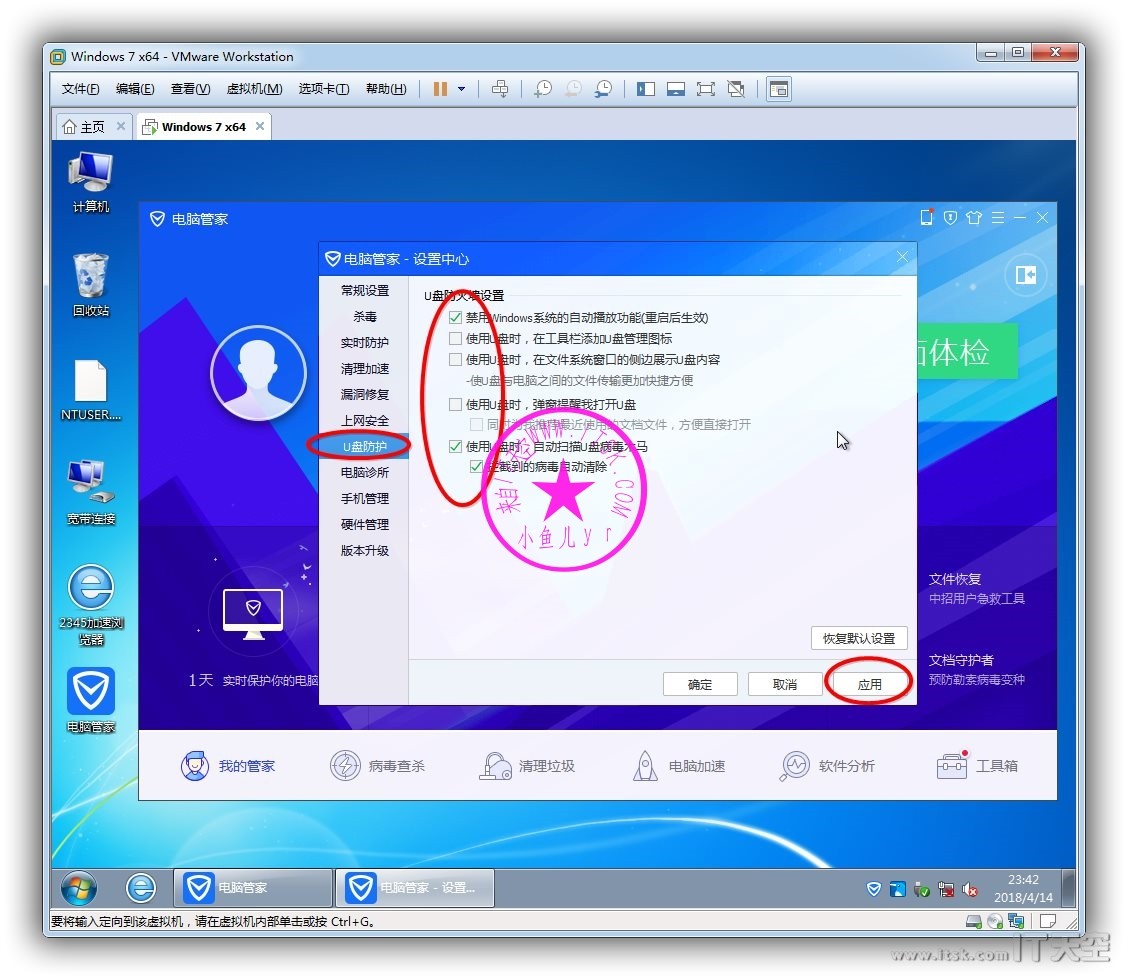 Windows 7 x64 - VMware Workstation
文件(F) 编辑(E) 查看(V) 虚拟机(M) 选项卡(T) 帮助(H)
主页 Windows 7 x64
计算机
回收站
NTUSER....
宽带连接
2345加速浏
览器
电脑管家
电脑管家
电脑管家 - 设置中心
常规设置
杀毒
实时防护
清理加速
漏洞修复
上网安全
U盘防护
电脑诊所
手机管理
硬件管理
版本升级
U盘防火墙设置
禁用Windows系统的自动播放功能(重启后生效)
使用U盘时，在工具栏添加U盘管理图标
使用U盘时，在文件系统窗口的侧边展示U盘内容
-使U盘与电脑之间的文件传输更加快捷方便
使用U盘时，弹窗提醒我打开U盘
同时为我推荐最近使用的文档文件，方便直接打开
使用U盘时，自动扫描U盘病毒木马
拦截到的病毒自动清除
来自IT天空WWW.ITSK.COM
小鱼儿yr
恢复默认设置
确定 取消 应用
面体检
文件恢复
中招用户急救工具
文档守护者
预防勒索病毒变种
1天 实时保护你的电脑
我的管家 病毒查杀 清理垃圾 电脑加速 软件分析 工具箱
电脑管家 电脑管家 - 设置...
23:42
2018/4/14
要将输入定向到该虚拟机，请在虚拟机内部单击或按 Ctrl+G。
www.itsk.com IT天空